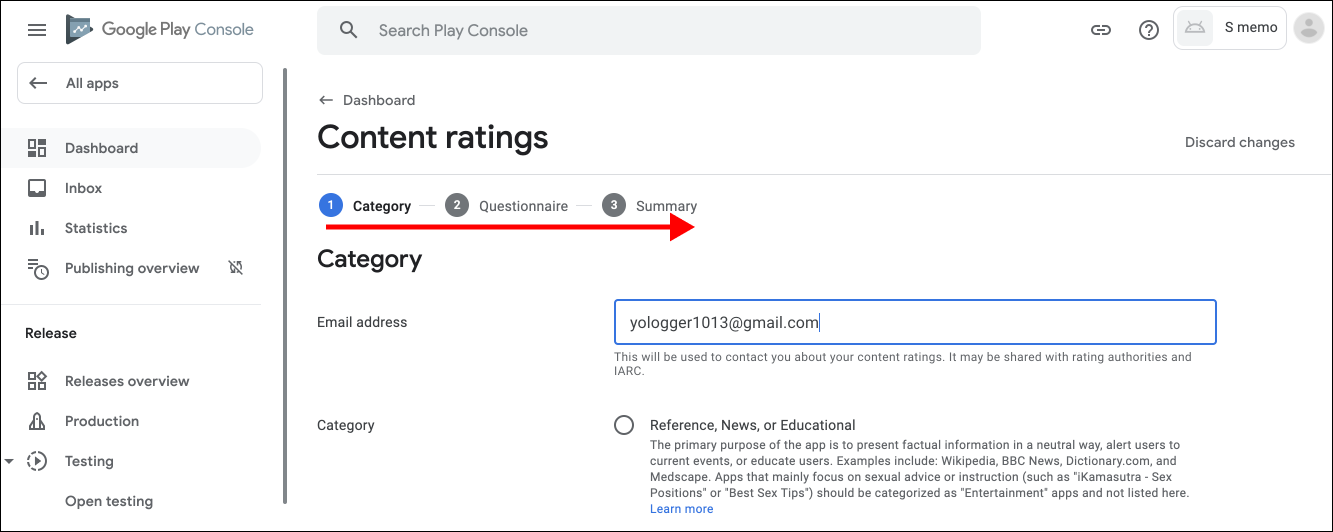 Google Play Console
Search Play Console
S memo
All apps
Dashboard
Inbox
Statistics
Publishing overview
Release
Releases overview
Production
Testing
Open testing
Dashboard
Content ratings
Discard changes
1 Category 2 Questionnaire 3 Summary
Category
Email address
yologger1013@gmail.com
This will be used to contact you about your content ratings. It may be shared with rating authorities and
IARC.
Category
Reference, News, or Educational
The primary purpose of the app is to present factual information in a neutral way, alert users to
current events, or educate users. Examples include: Wikipedia, BBC News, Dictionary.com, and
Medscape. Apps that mainly focus on sexual advice or instruction (such as "iKamasutra - Sex
Positions" or "Best Sex Tips") should be categorized as "Entertainment" apps and not listed here.
Learn more